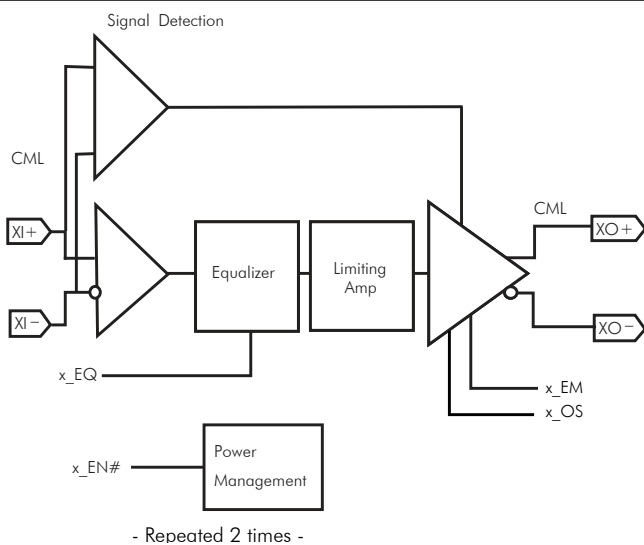 Signal Detection
CML
XI+
XI−
Equalizer
Limiting
Amp
CML
XO+
XO−
x_EQ
x_EM
x_OS
x_EN#
Power
Management
- Repeated 2 times -